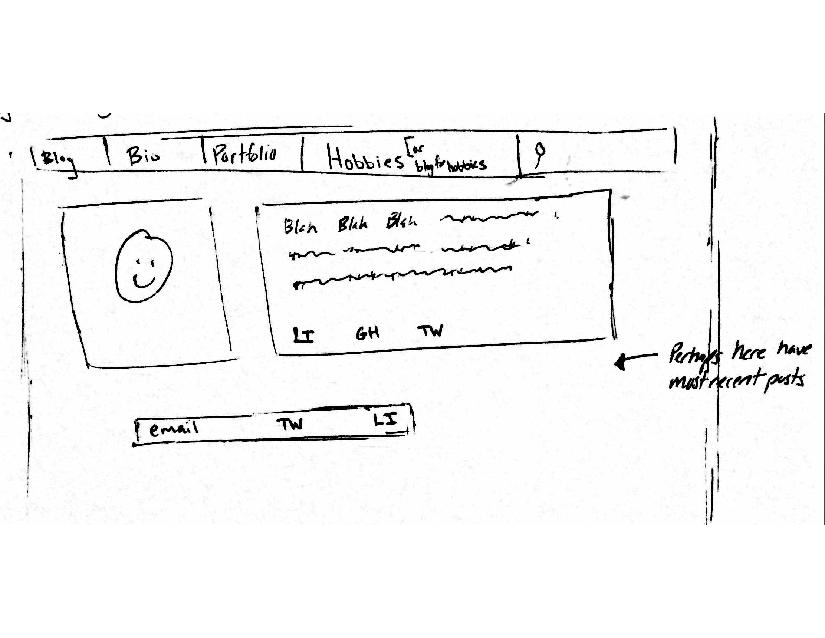 Blog
Bio
Portfolio
Hobbies [or
blog for hobbies
Blah Blah Blah
LI GH TW
Perhaps here have
most recent posts
email TW LI